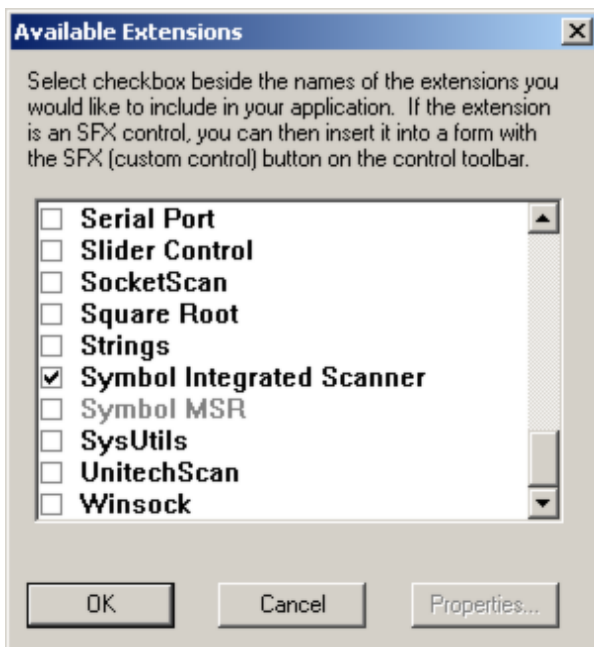 Available Extensions
Select checkbox beside the names of the extensions you
would like to include in your application. If the extension
is an SFX control, you can then insert it into a form with
the SFX (custom control) button on the control toolbar.
Serial Port
Slider Control
SocketScan
Square Root
Strings
Symbol Integrated Scanner
Symbol MSR
SysUtils
UnitechScan
Winsock
OK Cancel Properties...